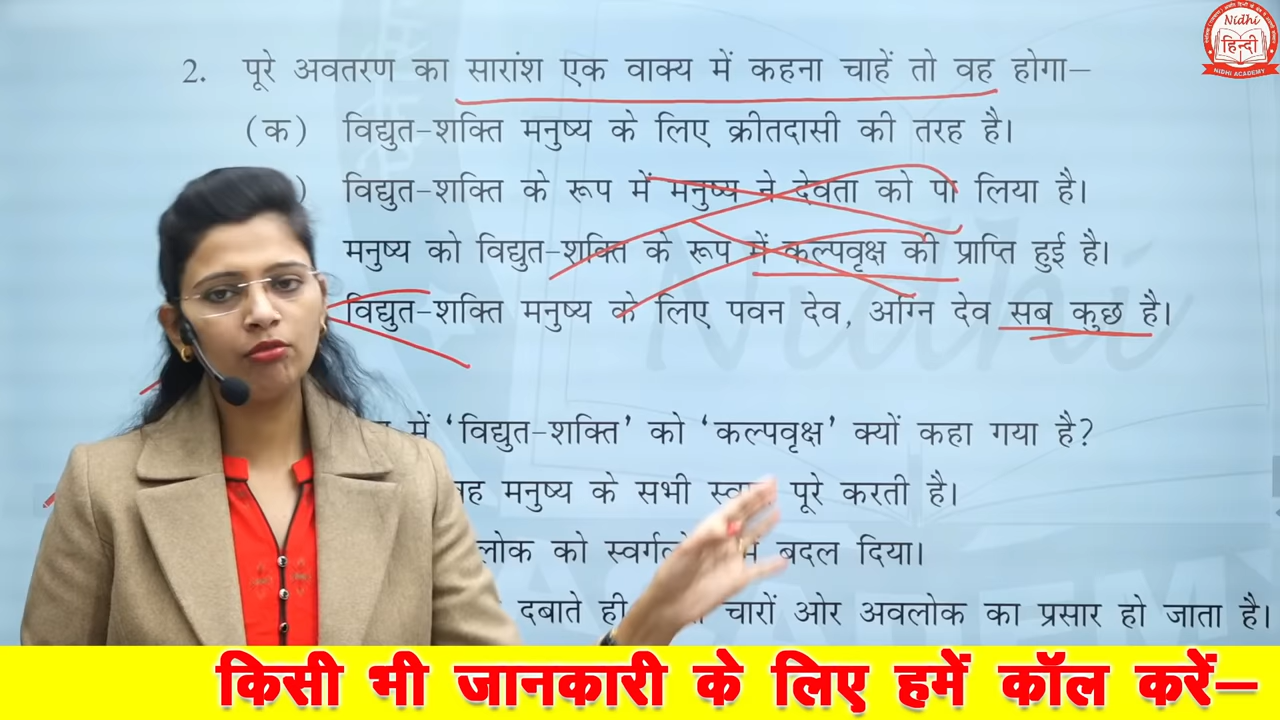 Nidhi
हिन्दी
NIDHI ACADEMY
2. पूरे अवतरण का सारांश एक वाक्य में कहना चाहें तो वह होगा–
(क) विद्युत-शक्ति मनुष्य के लिए क्रीतदासी की तरह है।
) विद्युत-शक्ति के रूप में मनुष्य ने देवता को पा लिया है।
मनुष्य को विद्युत-शक्ति के रूप में कल्पवृक्ष की प्राप्ति हुई है।
विद्युत-शक्ति मनुष्य के लिए पवन देव, अग्नि देव सब कुछ है।
में ‘विद्युत-शक्ति’ को ‘कल्पवृक्ष’ क्यों कहा गया है?
मनुष्य के सभी पूरे करती है।
को बदल दिया।
दबाते ही चारों ओर अवलोक का प्रसार हो जाता है।
किसी भी जानकारी के लिए हमें कॉल करें–